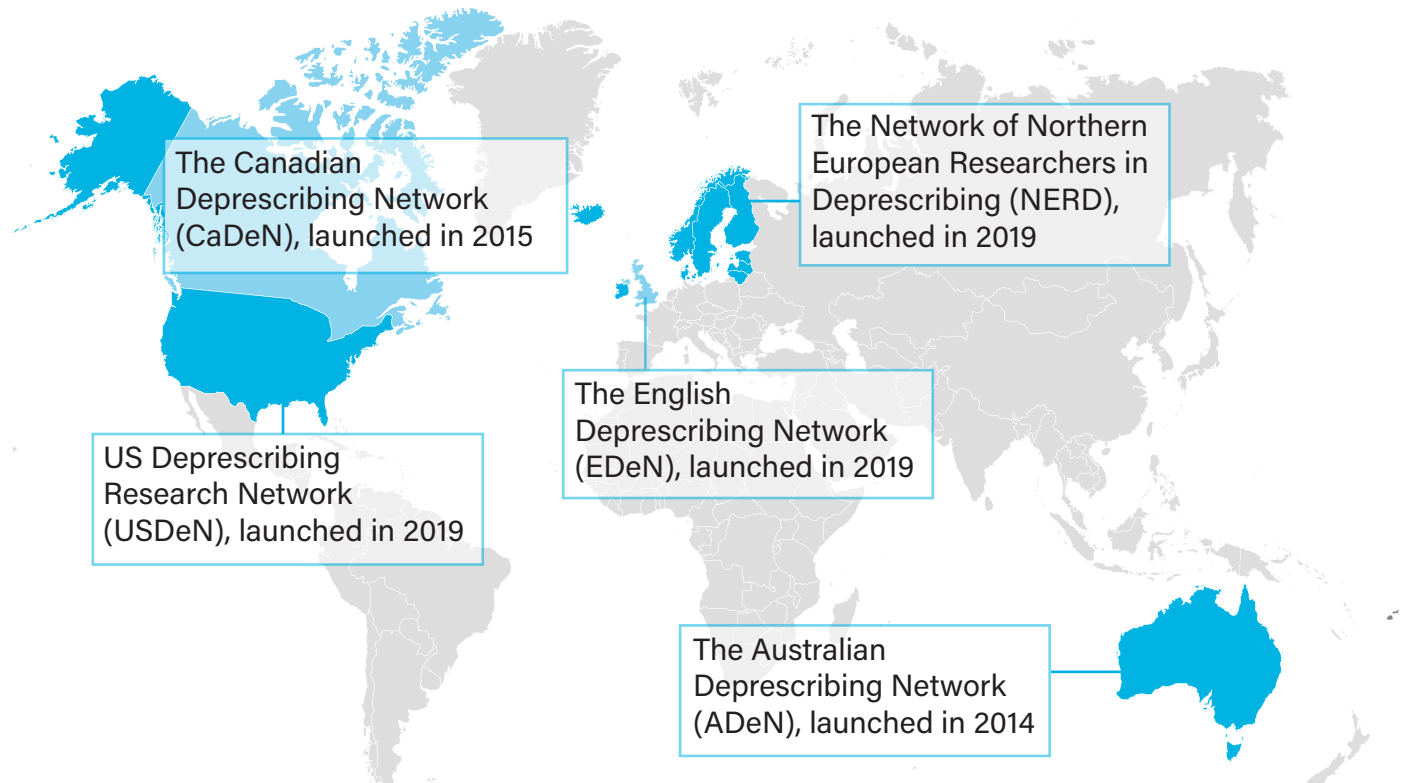 The Canadian
Deprescribing Network
(CaDeN), launched in 2015
The Network of Northern
European Researchers in
Deprescribing (NERD),
launched in 2019
US Deprescribing
Research Network
(USDeN), launched in 2019
The English
Deprescribing Network
(EDeN), launched in 2019
The Australian
Deprescribing Network
(ADeN), launched in 2014